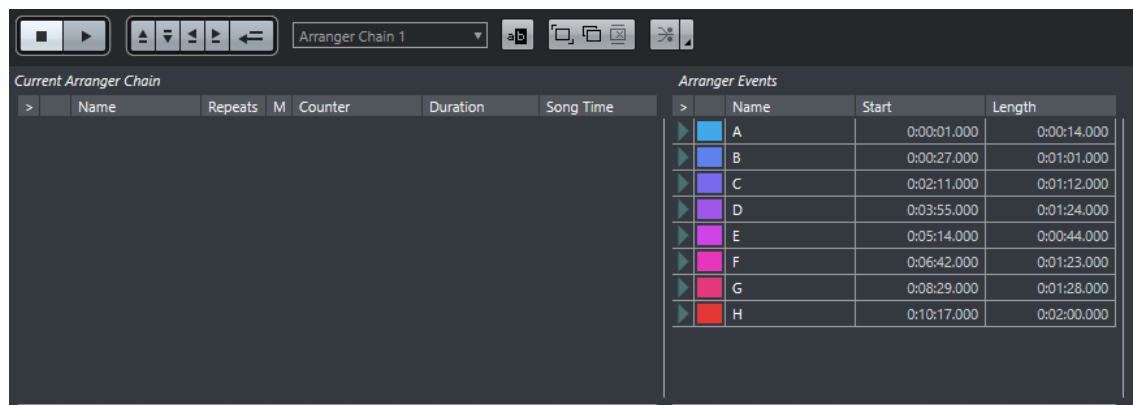 Arranger Chain 1
ab
Current Arranger Chain
> Name Repeats M Counter Duration Song Time
Arranger Events
> Name Start Length
A 0:00:01.000 0:00:14.000
B 0:00:27.000 0:01:01.000
C 0:02:11.000 0:01:12.000
D 0:03:55.000 0:01:24.000
E 0:05:14.000 0:00:44.000
F 0:06:42.000 0:01:23.000
G 0:08:29.000 0:01:28.000
H 0:10:17.000 0:02:00.000